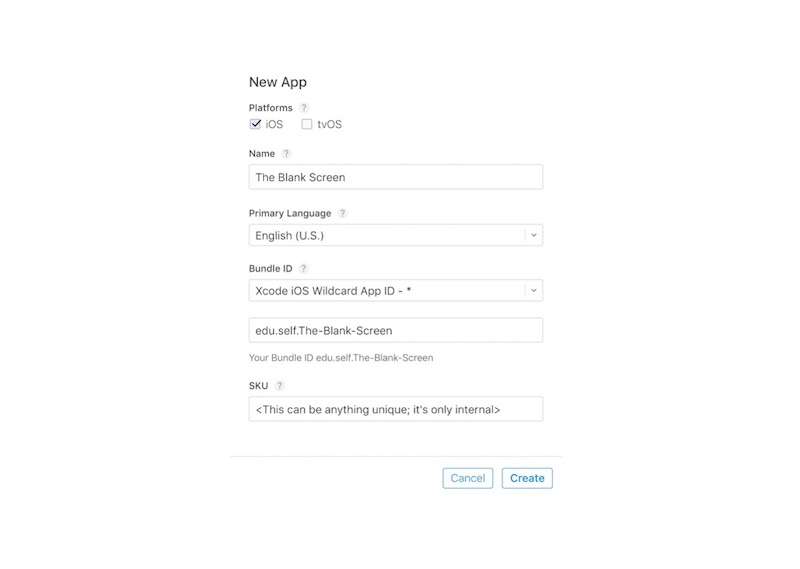 New App
Platforms ?
iOS tvOS
Name ?
The Blank Screen
Primary Language ?
English (U.S.)
Bundle ID ?
Xcode iOS Wildcard App ID - *
edu.self.The-Blank-Screen
Your Bundle ID edu.self.The-Blank-Screen
SKU ?
<This can be anything unique; it's only internal>
Cancel Create